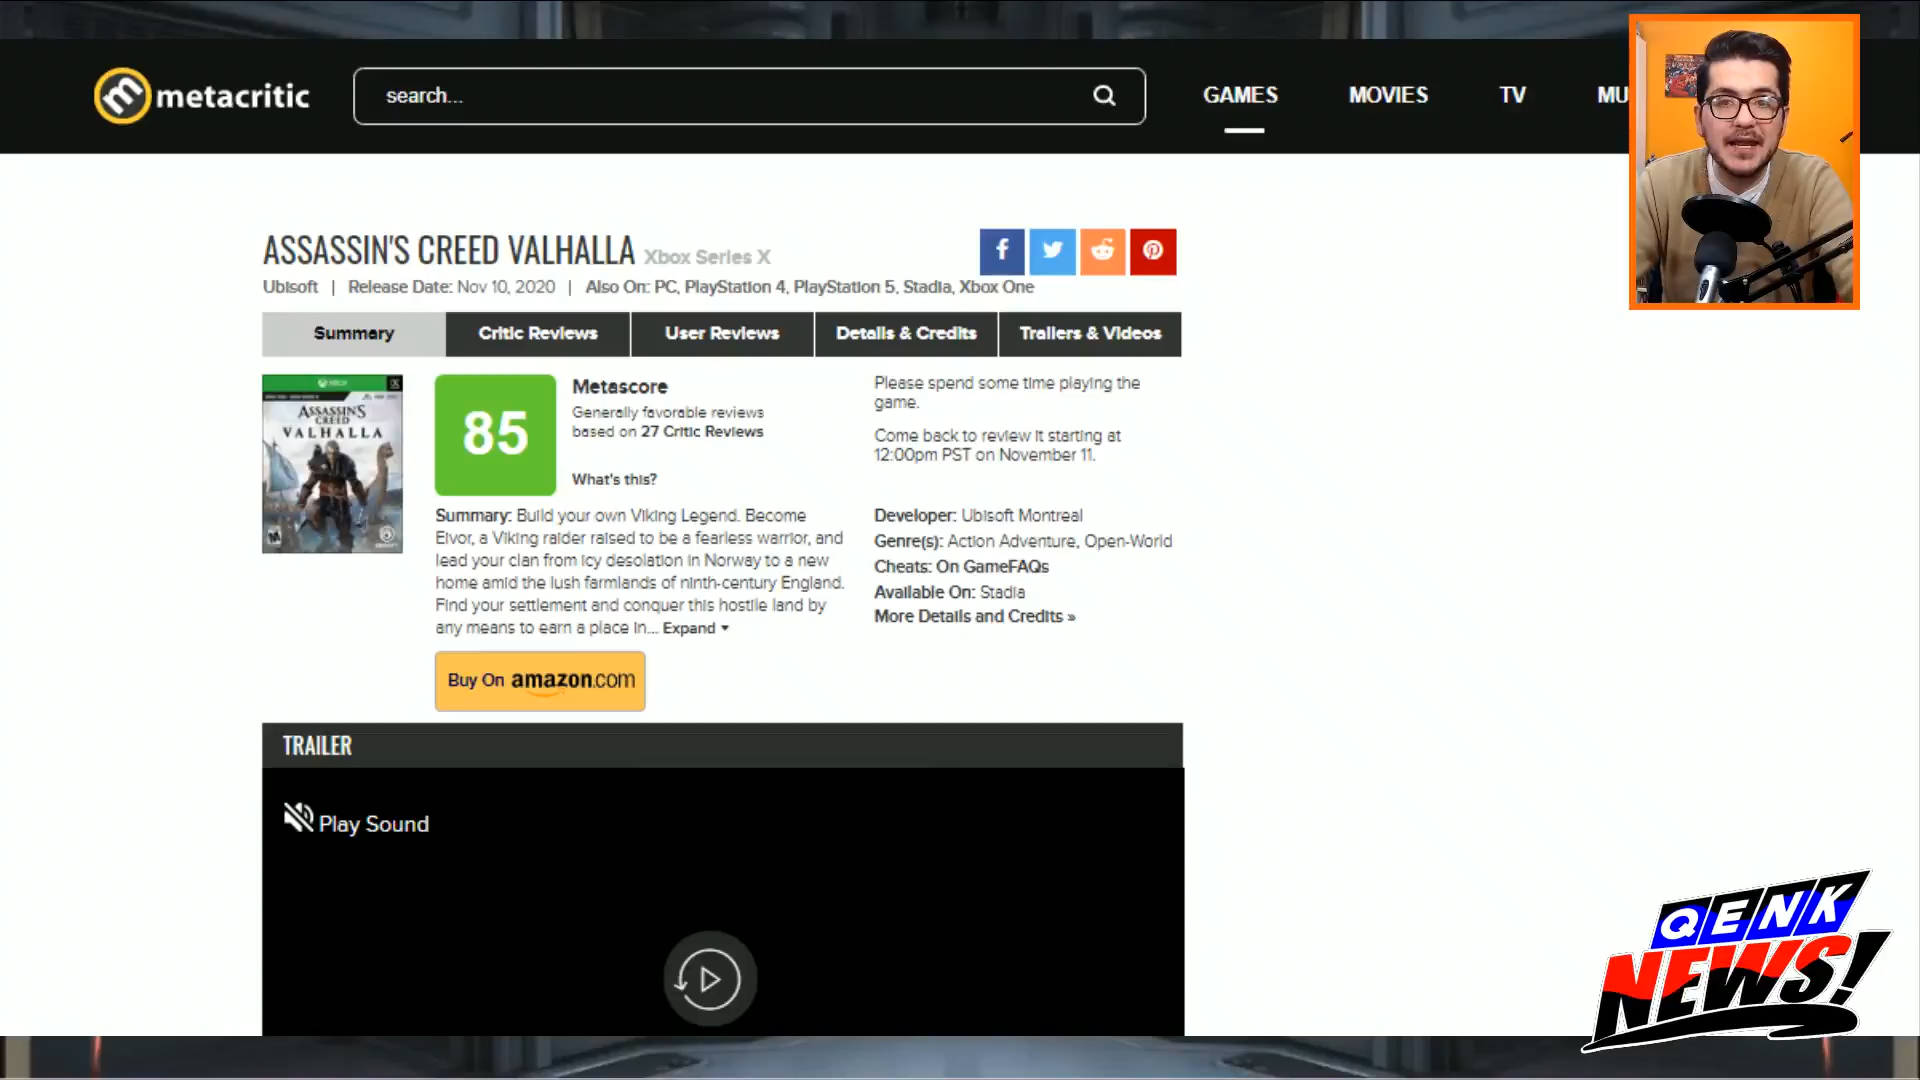 metacritic
search...
GAMES
MOVIES
TV
MU
ASSASSIN'S CREED VALHALLA Xbox Series X
Ubisoft | Release Date: Nov 10, 2020 | Also On: PC, PlayStation 4, PlayStation 5, Stadia, Xbox One
Summary
Critic Reviews
User Reviews
Details & Credits
Trailers & Videos
XBOX
ASSASSIN'S
CREED
VALHALLA
85
Metascore
Generally favorable reviews
based on 27 Critic Reviews
What's this?
Please spend some time playing the
game.
Come back to review it starting at
12:00pm PST on November 11.
Summary: Build your own Viking Legend. Become
Eivor, a Viking raider raised to be a fearless warrior, and
lead your clan from icy desolation in Norway to a new
home amid the lush farmlands of ninth-century England.
Find your settlement and conquer this hostile land by
any means to earn a place in... Expand
Developer: Ubisoft Montreal
Genre(s): Action Adventure, Open-World
Cheats: On GameFAQs
Available On: Stadia
More Details and Credits »
Buy On amazon.com
TRAILER
Play Sound
QENK
NEWS!